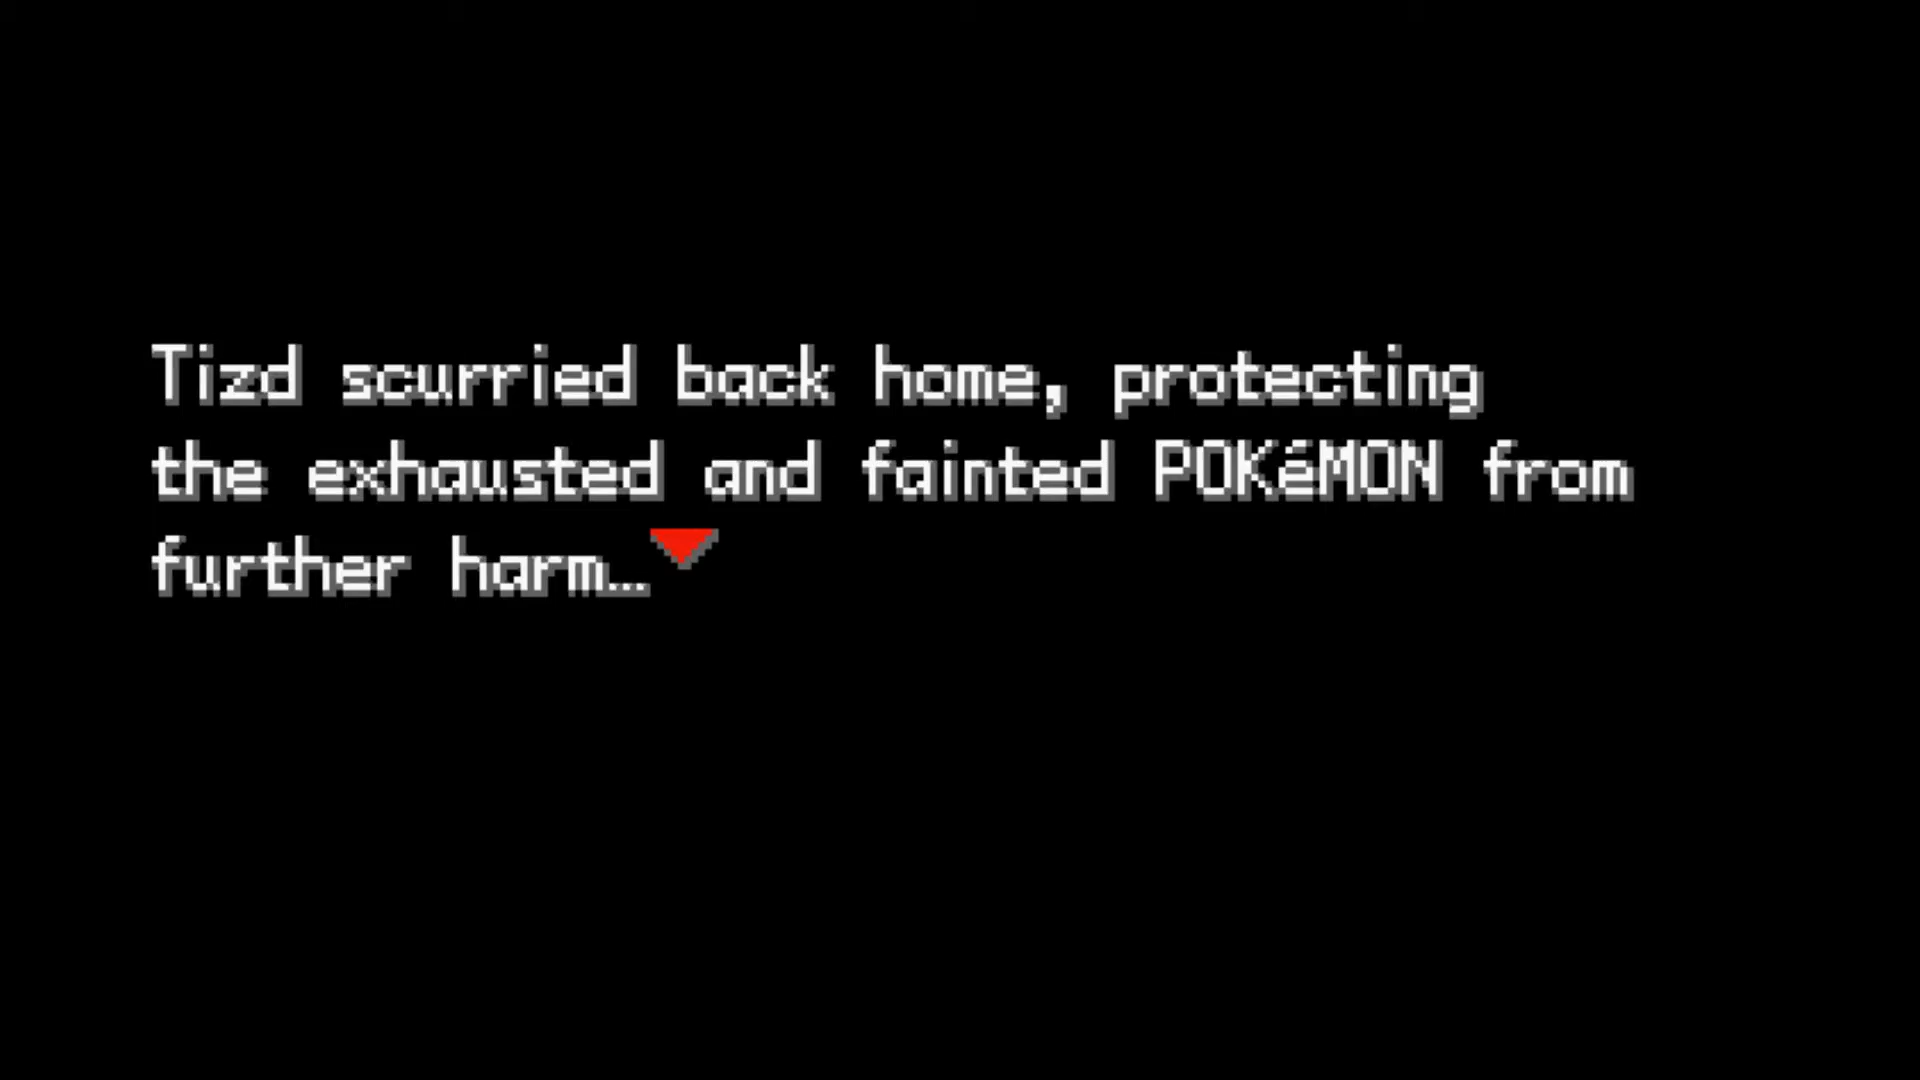 Tizd scurried back home, protecting
the exhausted and fainted POKéMON from
further harm…